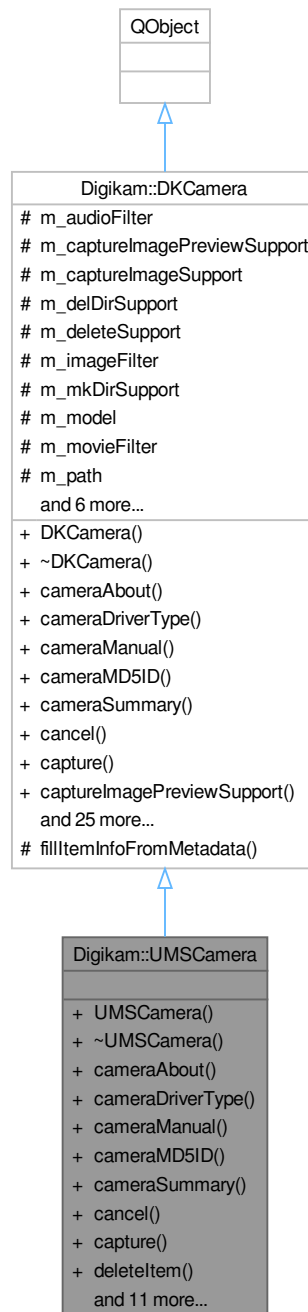 QObject
Digikam::DKCamera
# m_audioFilter
# m_captureImagePreviewSupport
# m_captureImageSupport
# m_delDirSupport
# m_deleteSupport
# m_imageFilter
# m_mkDirSupport
# m_model
# m_movieFilter
# m_path
and 6 more...
+ DKCamera()
+ ~DKCamera()
+ cameraAbout()
+ cameraDriverType()
+ cameraManual()
+ cameraMD5ID()
+ cameraSummary()
+ cancel()
+ capture()
+ captureImagePreviewSupport()
and 25 more...
# fillItemInfoFromMetadata()
Digikam::UMSCamera
+ UMSCamera()
+ ~UMSCamera()
+ cameraAbout()
+ cameraDriverType()
+ cameraManual()
+ cameraMD5ID()
+ cameraSummary()
+ cancel()
+ capture()
+ deleteItem()
and 11 more...